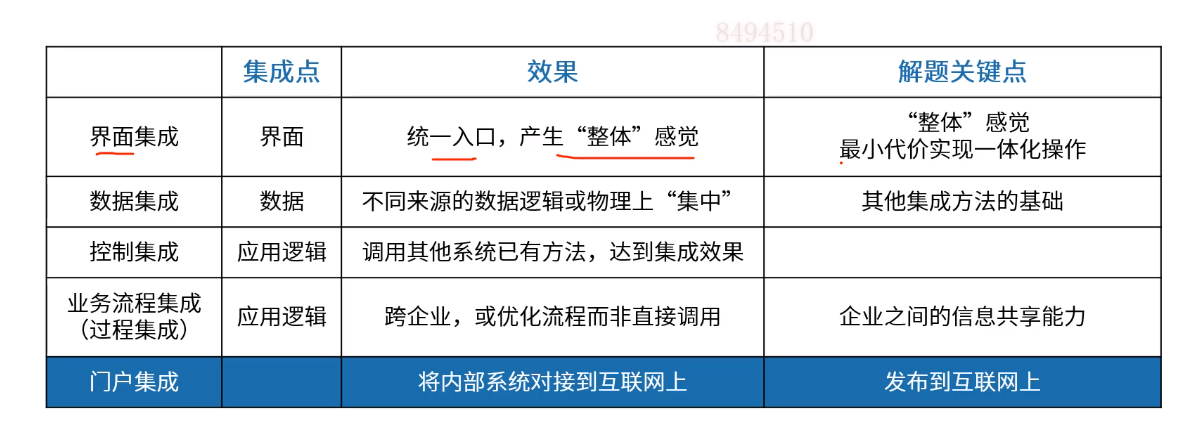 8494510
集成点 效果 解题关键点
界面集成 界面 统一入口，产生“整体”感觉 “整体”感觉
最小代价实现一体化操作
数据集成 数据 不同来源的数据逻辑或物理上“集中” 其他集成方法的基础
控制集成 应用逻辑 调用其他系统已有方法，达到集成效果
业务流程集成
（过程集成） 应用逻辑 跨企业，或优化流程而非直接调用 企业之间的信息共享能力
门户集成 将内部系统对接到互联网上 发布到互联网上